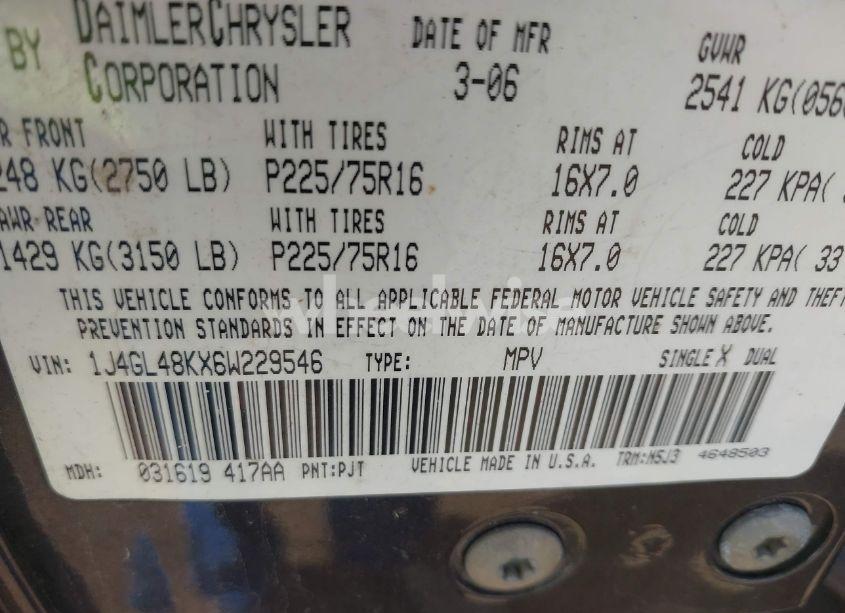 BY DAIMLERCHRYSLER CORPORATION
DATE OF MFR
3-06
GVWR
2541 KG(056
R FRONT WITH TIRES RIMS AT COLD
248 KG(2750 LB) P225/75R16 16X7.0 227 KPA(
AWR REAR WITH TIRES RIMS AT COLD
1429 KG(3150 LB) P225/75R16 16X7.0 227 KPA( 33
THIS VEHICLE CONFORMS TO ALL APPLICABLE FEDERAL MOTOR VEHICLE SAFETY AND THEFT
PREVENTION STANDARDS IN EFFECT ON THE DATE OF MANUFACTURE SHOWN ABOVE.
VIN: 1J4GL48KX6W229546 TYPE: MPV SINGLE X DUAL
MDH: 031619 417AA PNT:PJT VEHICLE MADE IN U.S.A. TRM:M5J3 4648503